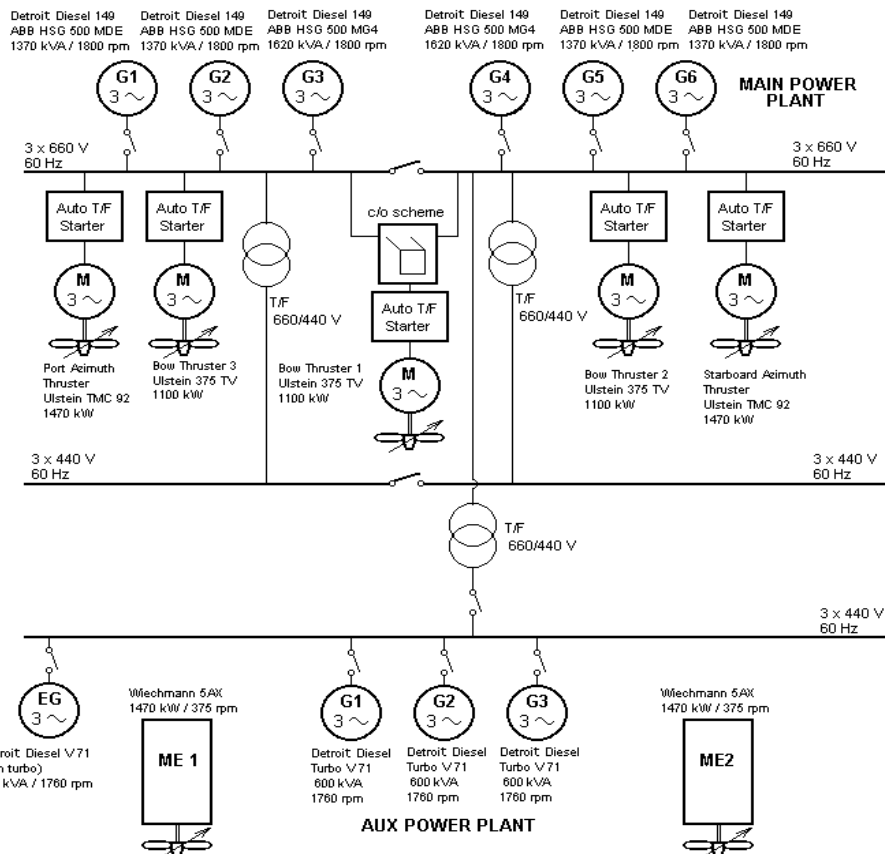 Detroit Diesel 149
ABB HSG 500 MDE
1370 kVA / 1800 rpm
Detroit Diesel 149
ABB HSG 500 MDE
1370 kVA / 1800 rpm
Detroit Diesel 149
ABB HSG 500 MG4
1620 kVA / 1800 rpm
Detroit Diesel 149
ABB HSG 500 MG4
1620 kVA / 1800 rpm
Detroit Diesel 149
ABB HSG 500 MDE
1370 kVA / 1800 rpm
Detroit Diesel 149
ABB HSG 500 MDE
1370 kVA / 1800 rpm
G1
3 ~
G2
3 ~
G3
3 ~
G4
3 ~
G5
3 ~
G6
3 ~
MAIN POWER
PLANT
3 x 660 V
60 Hz
3 x 660 V
60 Hz
Auto T/F
Starter
Auto T/F
Starter
c/o scheme
Auto T/F
Starter
Auto T/F
Starter
M
3 ~
M
3 ~
T/F
660/440 V
Auto T/F
Starter
T/F
660/440 V
M
3 ~
M
3 ~
Port Azimuth
Thruster
Ulstein TMC 92
1470 kW
Bow Thruster 3
Ulstein 375 TV
1100 kW
Bow Thruster 1
Ulstein 375 TV
1100 kW
M
3 ~
Bow Thruster 2
Ulstein 375 TV
1100 kW
Starboard Azimuth
Thruster
Ulstein TMC 92
1470 kW
3 x 440 V
60 Hz
3 x 440 V
60 Hz
T/F
660/440 V
3 x 440 V
60 Hz
EG
3 ~
Wiechmann 5AX
1470 kW / 375 rpm
ME 1
G1
3 ~
G2
3 ~
G3
3 ~
Wiechmann 5AX
1470 kW / 375 rpm
ME2
Diesel V71
turbo)
kVA / 1760 rpm
Detroit Diesel
Turbo V71
600 kVA
1760 rpm
Detroit Diesel
Turbo V71
600 kVA
1760 rpm
Detroit Diesel
Turbo V71
600 kVA
1760 rpm
AUX POWER PLANT